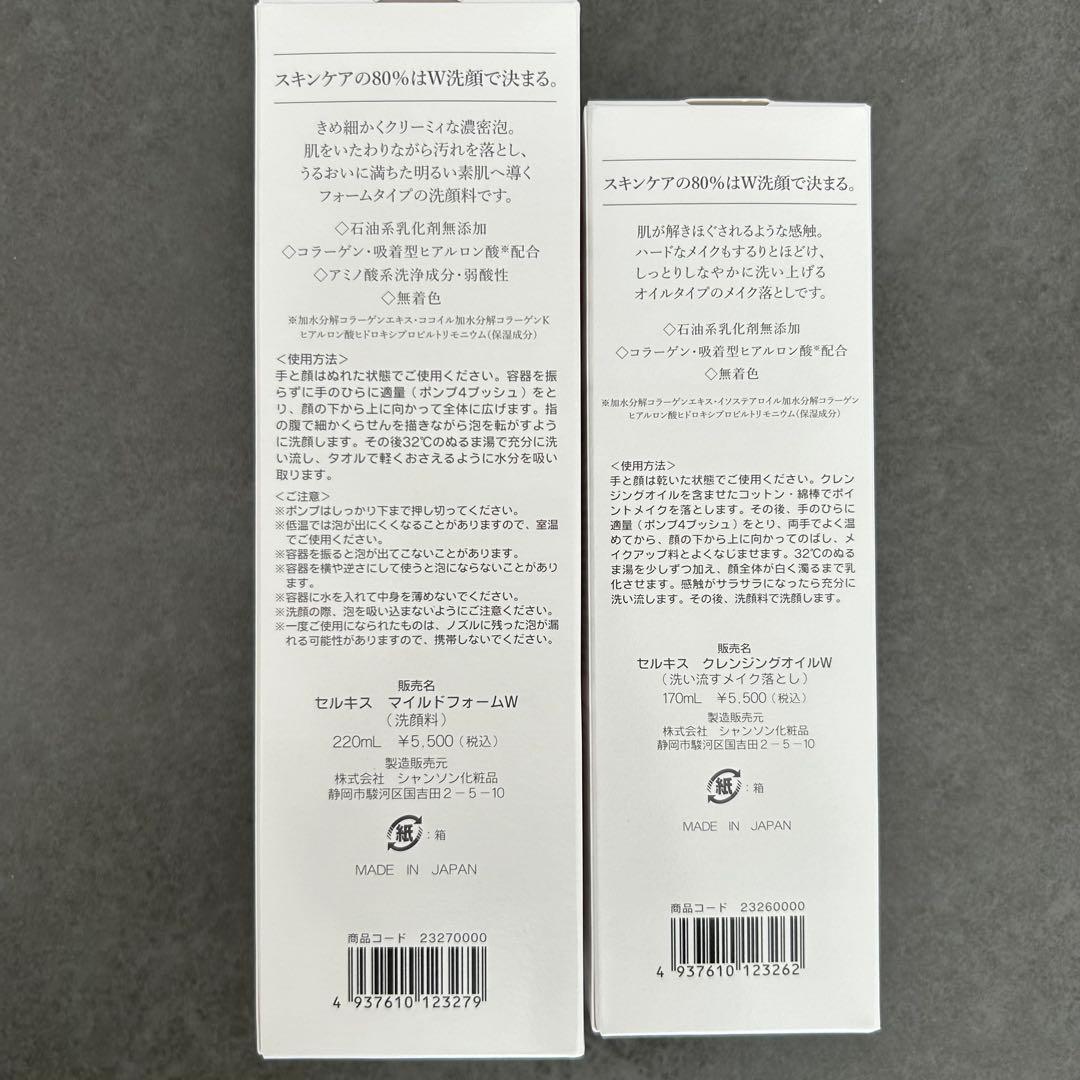 スキンケアの80%はW洗顔で決まる。
きめ細かくクリーミィな濃密泡。
肌をいたわりながら汚れを落とし、
うるおいに満ちた明るい素肌へ導く
フォームタイプの洗顔料です。
◇石油系乳化剤無添加
◇コラーゲン・吸着型ヒアルロン酸※配合
◇アミノ酸系洗浄成分・弱酸性
◇無着色
※加水分解コラーゲンエキス・ココイル加水分解コラーゲンK
ヒアルロン酸ヒドロキシプロピルトリモニウム(保湿成分)
＜使用方法＞
手と顔はぬれた状態でご使用ください。容器を振
らずに手のひらに適量（ポンプ4プッシュ）をと
り、顔の下から上に向かって全体に広げます。指
の腹で細かくらせんを描きながら泡を転がすよう
に洗顔します。その後32℃のぬるま湯で充分に洗
い流し、タオルで軽くおさえるように水分を吸い
取ります。
＜ご注意＞
※ポンプはしっかり下まで押し切ってください。
※低温では泡が出にくくなることがありますので、室温
でご使用ください。
※容器を振ると泡が出てこないことがあります。
※容器を横や逆さにして使うと泡にならないことがあり
ます。
※容器に水を入れて中身を薄めないでください。
※洗顔の際、泡を吸い込まないようにご注意ください。
※一度ご使用になられたものは、ノズルに残った泡が漏
れる可能性がありますので、携帯しないでください。
販売名
セルキス　マイルドフォームW
（洗顔料）
220mL　¥5,500（税込）
製造販売元
株式会社　シャンソン化粧品
静岡市駿河区国吉田2－5－10
紙：箱
MADE IN JAPAN
商品コード　23270000
4 937610 123279
スキンケアの80%はW洗顔で決まる。
肌が解きほぐされるような感触。
ハードなメイクもするりとほどけ、
しっとりしなやかに洗い上げる
オイルタイプのメイク落としです。
◇石油系乳化剤無添加
◇コラーゲン・吸着型ヒアルロン酸※配合
◇無着色
※加水分解コラーゲンエキス・イソステアロイル加水分解コラーゲン
ヒアルロン酸ヒドロキシプロピルトリモニウム(保湿成分)
＜使用方法＞
手と顔は乾いた状態でご使用ください。クレン
ジングオイルを含ませたコットン・綿棒でポイ
ントメイクを落とします。その後、手のひらに
適量（ポンプ4プッシュ）をとり、両手でよく温
めてから、顔の下から上に向かってのばし、メ
イクアップ料とよくなじませます。32℃のぬる
ま湯を少しずつ加え、顔全体が白く濁るまで乳
化させます。感触がサラサラになったら充分に
洗い流します。その後、洗顔料で洗顔します。
販売名
セルキス　クレンジングオイルW
（洗い流すメイク落とし）
170mL　¥5,500（税込）
製造販売元
株式会社　シャンソン化粧品
静岡市駿河区国吉田2－5－10
紙：箱
MADE IN JAPAN
商品コード　23260000
4 937610 123262